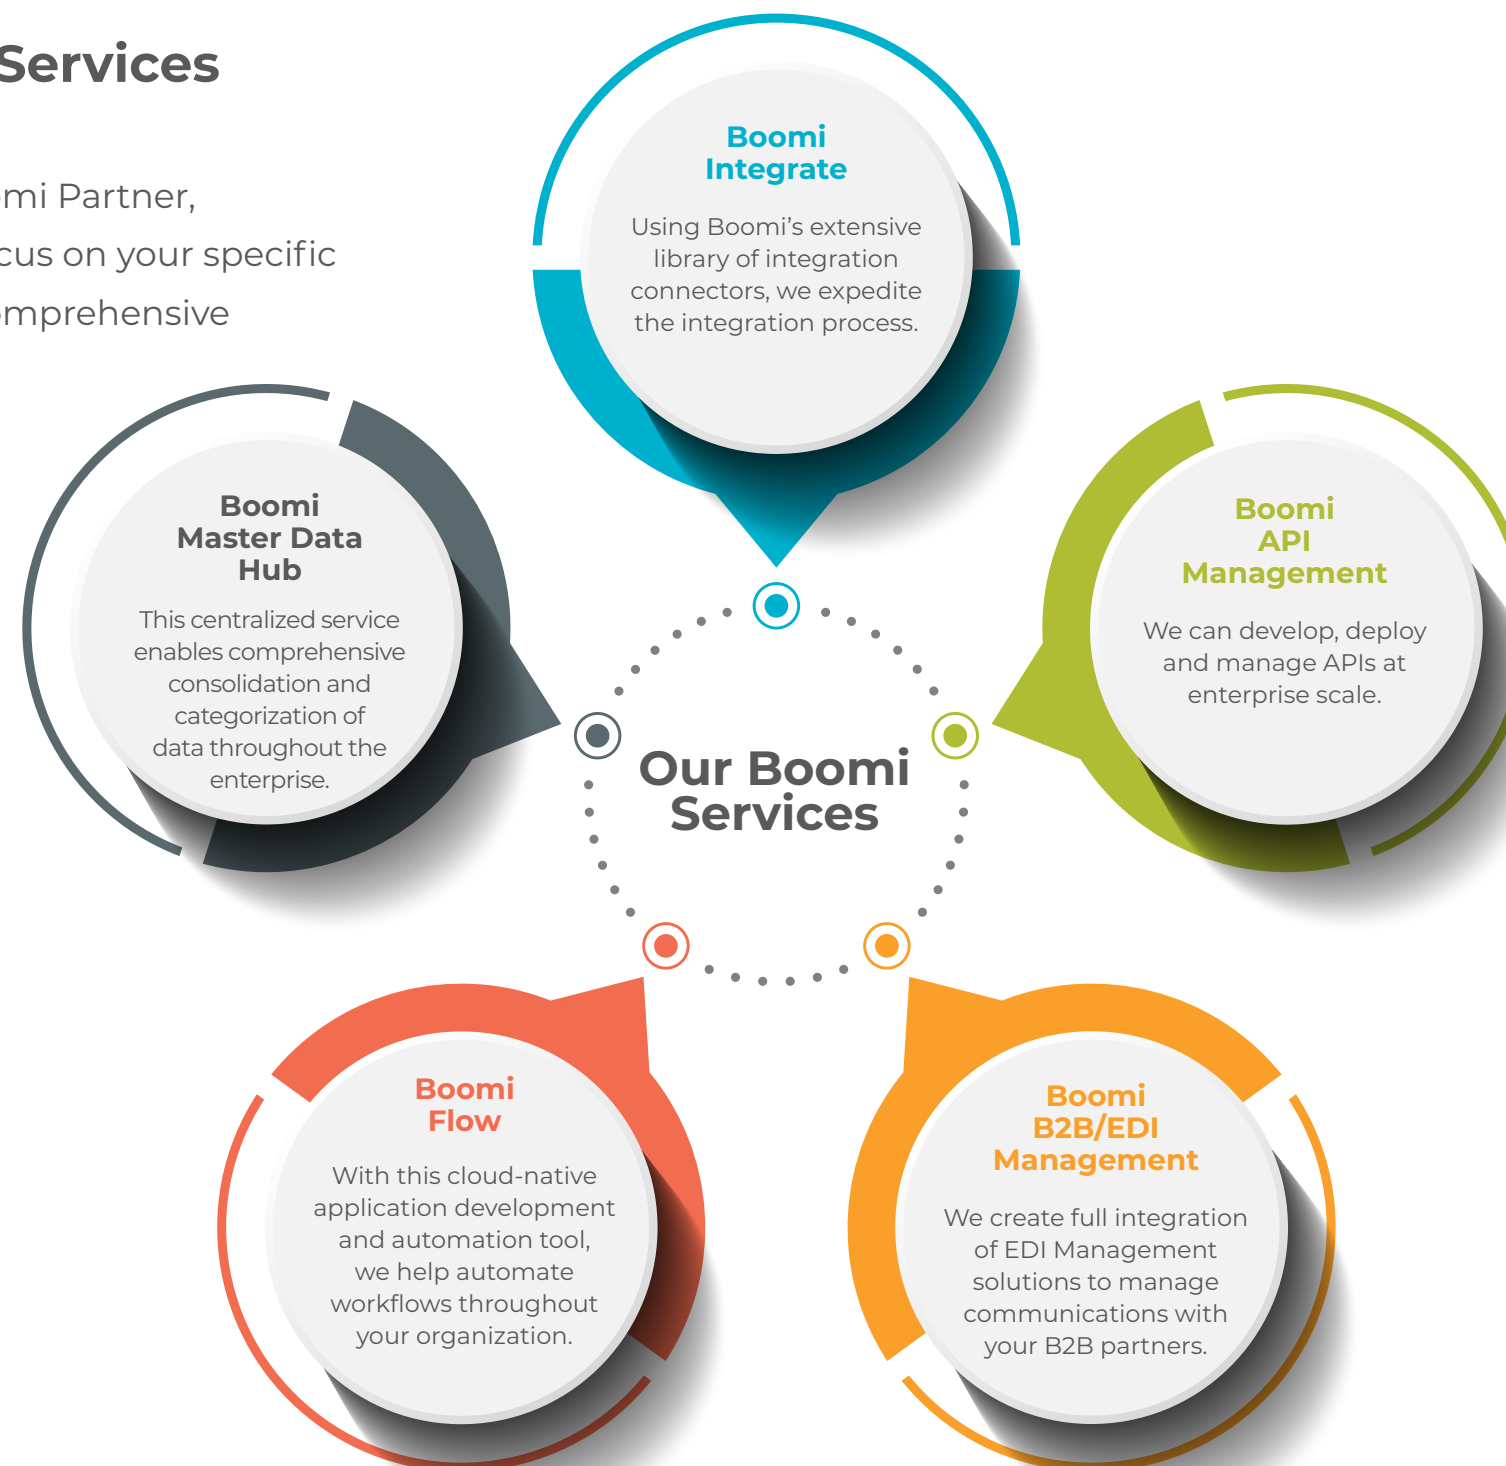 Services
Partner,
on your specific
Boomi
Integrate
Using Boomi's extensive
library of integration
connectors, we expedite
the integration process.
Boomi
Master Data
Hub
This centralized service
enables comprehensive
consolidation and
categorization of
data throughout the
enterprise.
Boomi
API
Management
We can develop, deploy
and manage APIs at
enterprise scale.
Our Boomi
Services
Boomi
Flow
With this cloud-native
application development
and automation tool,
we help automate
workflows throughout
your organization.
Boomi
B2B/EDI
Management
We create full integration
of EDI Management
solutions to manage
communications with
your B2B partners.